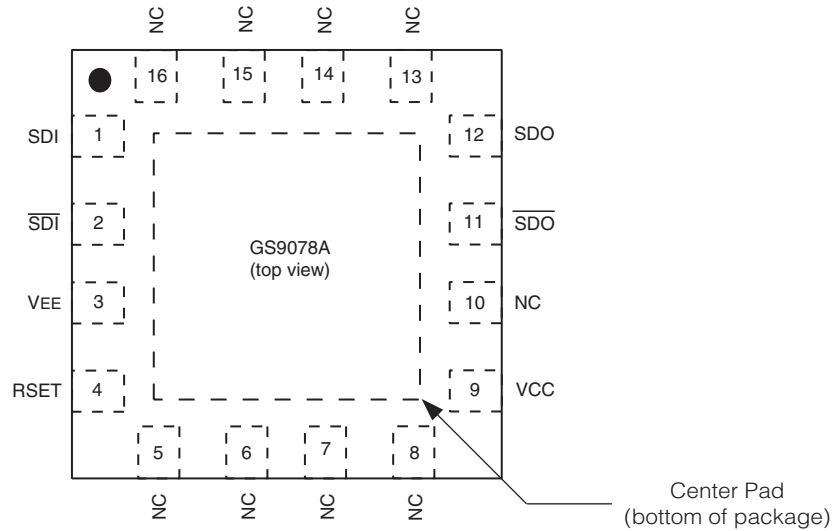 NC NC NC NC
16 15 14 13
SDI 1 12 SDO
S̅D̅I̅ 2 11 S̅D̅O̅
GS9078A
(top view)
VEE 3 10 NC
RSET 4 9 VCC
5 6 7 8
NC NC NC NC
Center Pad
(bottom of package)